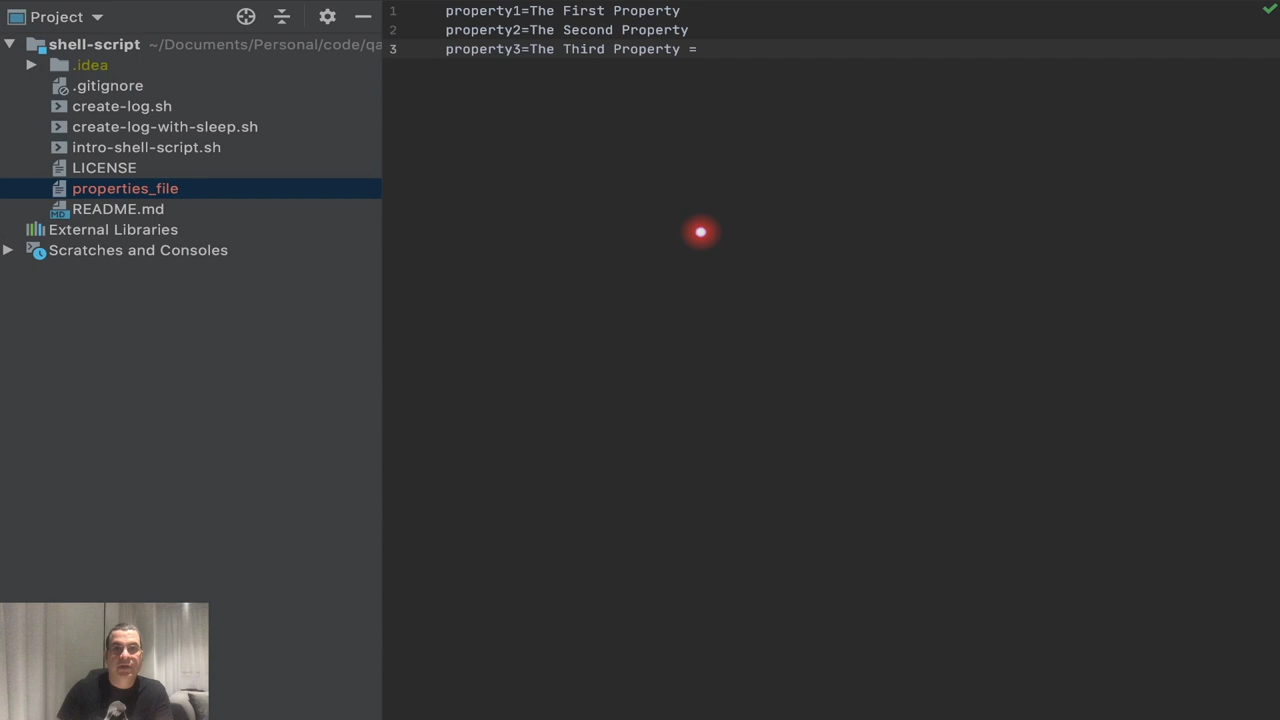 Project
shell-script ~/Documents/Personal/code/qa
.idea
.gitignore
create-log.sh
create-log-with-sleep.sh
intro-shell-script.sh
LICENSE
properties_file
MD README.md
External Libraries
Scratches and Consoles
1 property1=The First Property
2 property2=The Second Property
3 property3=The Third Property =